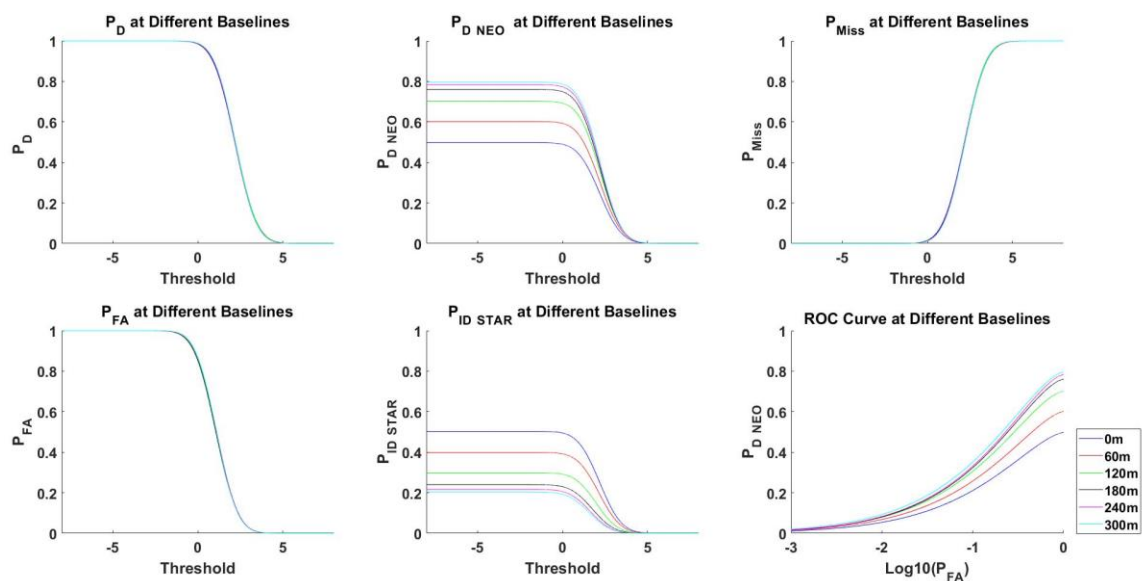 P_D at Different Baselines
P_D
1
0.8
0.6
0.4
0.2
0
-5
0
5
Threshold
P_D NEO at Different Baselines
P_D NEO
1
0.8
0.6
0.4
0.2
0
-5
0
5
Threshold
P_Miss at Different Baselines
P_Miss
1
0.8
0.6
0.4
0.2
0
-5
0
5
Threshold
P_FA at Different Baselines
P_FA
1
0.8
0.6
0.4
0.2
0
-5
0
5
Threshold
P_ID STAR at Different Baselines
P_ID STAR
1
0.8
0.6
0.4
0.2
0
-5
0
5
Threshold
ROC Curve at Different Baselines
P_D NEO
1
0.8
0.6
0.4
0.2
0
-3
-2
-1
0
Log10(P_FA)
0m
60m
120m
180m
240m
300m